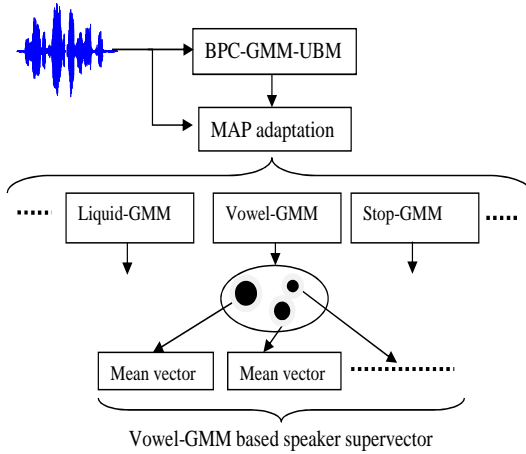 BPC-GMM-UBM
MAP adaptation
Liquid-GMM
Vowel-GMM
Stop-GMM
Mean vector
Mean vector
Vowel-GMM based speaker supervector